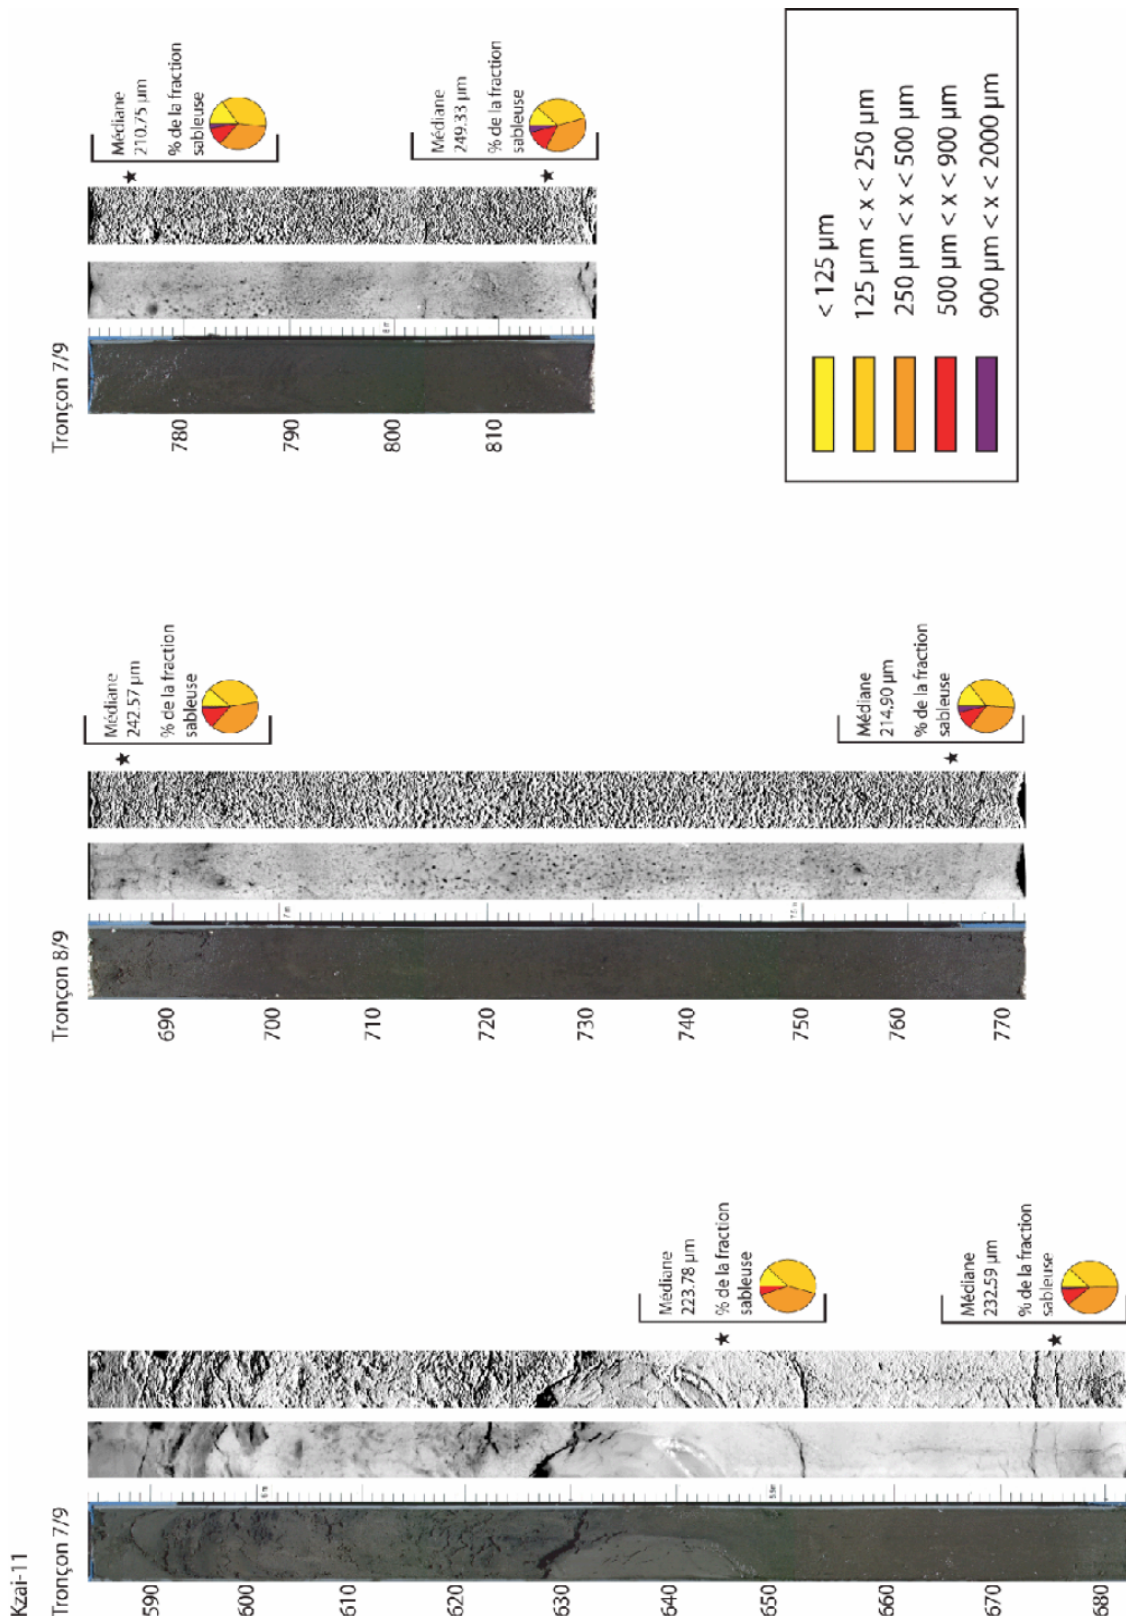 Kzai-11
Tronçon 7/9
590
600
610
620
630
640
650
660
670
680
6 m
Médiane
223.78 µm
% de la fraction
sableuse
★
Médiane
232.59 µm
% de la fraction
sableuse
★
Tronçon 8/9
690
700
710
720
730
740
750
760
770
7 m
Médiane
242.57 µm
% de la fraction
sableuse
★
Médiane
214.90 µm
% de la fraction
sableuse
★
Tronçon 7/9
780
790
800
810
8 m
Médiane
210.75 µm
% de la fraction
sableuse
★
Médiane
249.33 µm
% de la fraction
sableuse
★
< 125 µm
125 µm < x < 250 µm
250 µm < x < 500 µm
500 µm < x < 900 µm
900 µm < x < 2000 µm